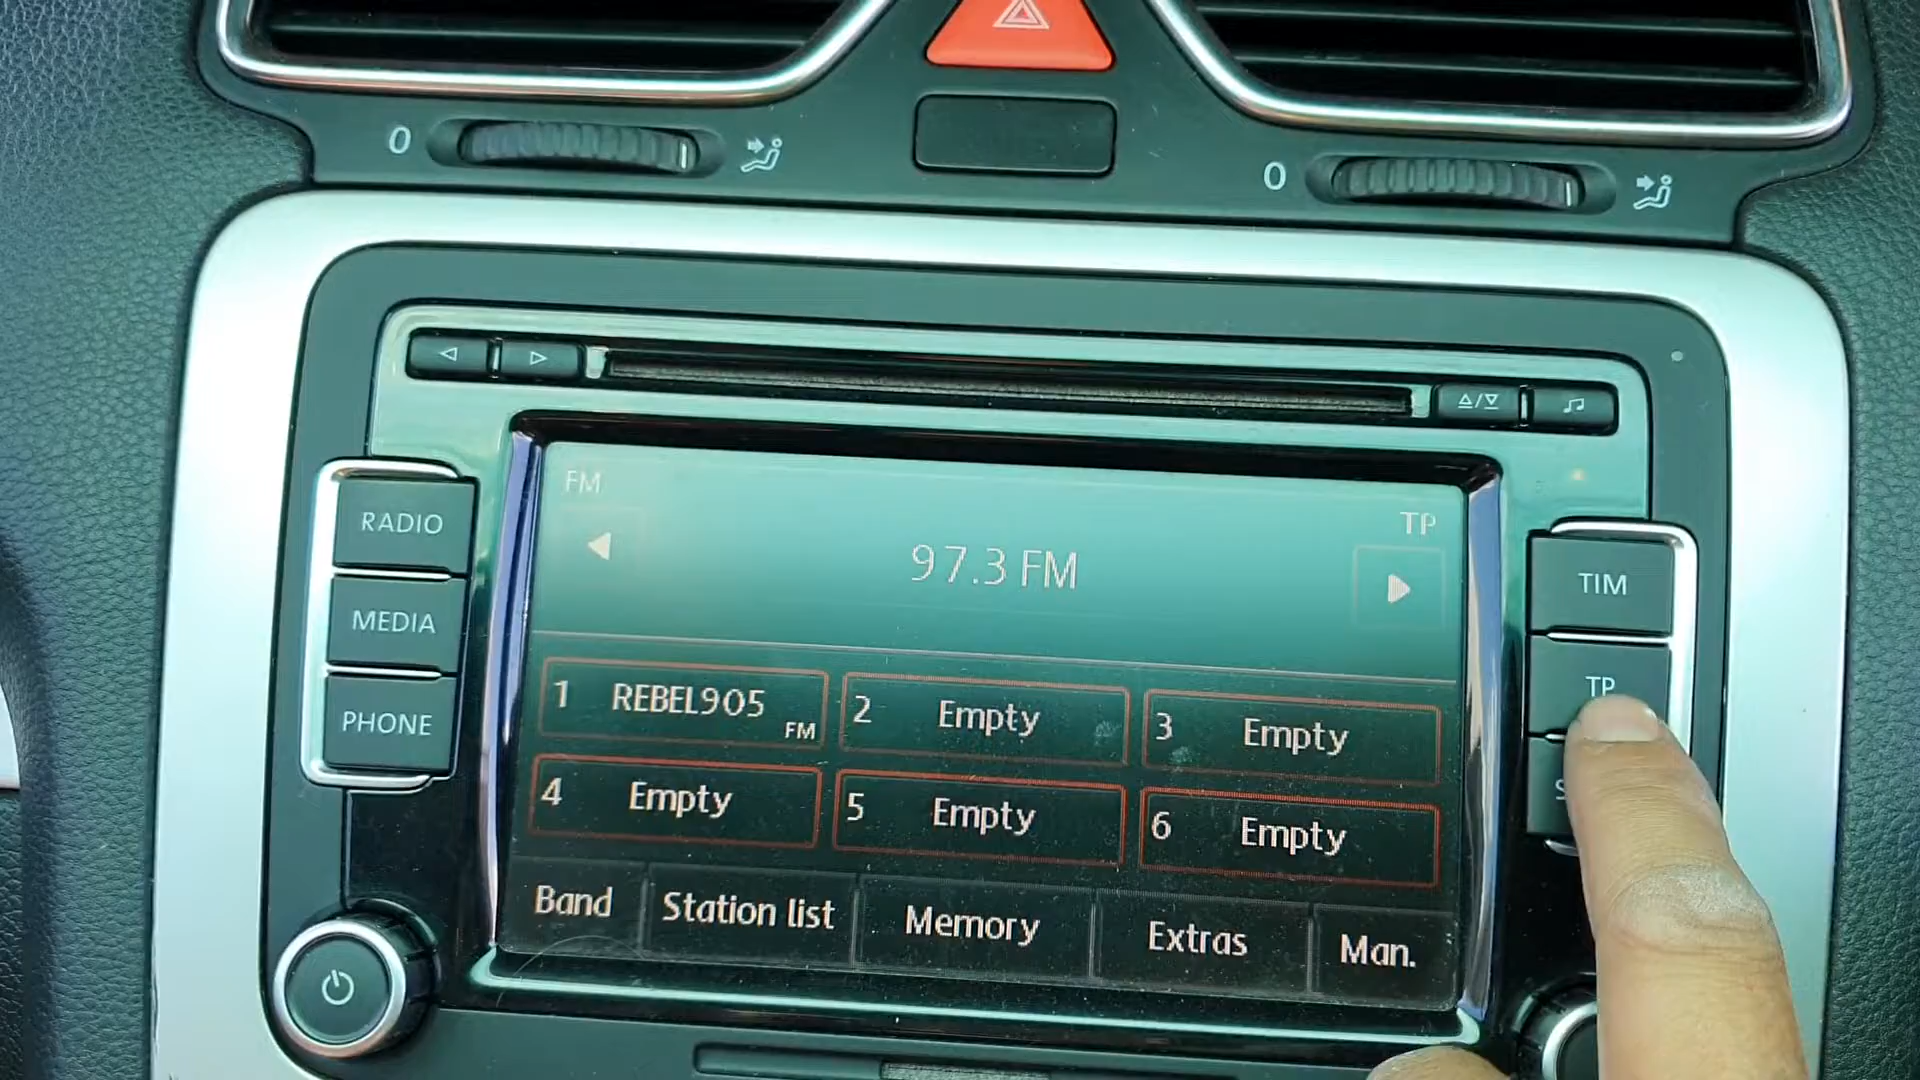 0
0
RADIO
MEDIA
PHONE
FM
TP
97.3 FM
1 REBEL905 FM
2 Empty
3 Empty
4 Empty
5 Empty
6 Empty
Band
Station list
Memory
Extras
Man.
TIM
TP